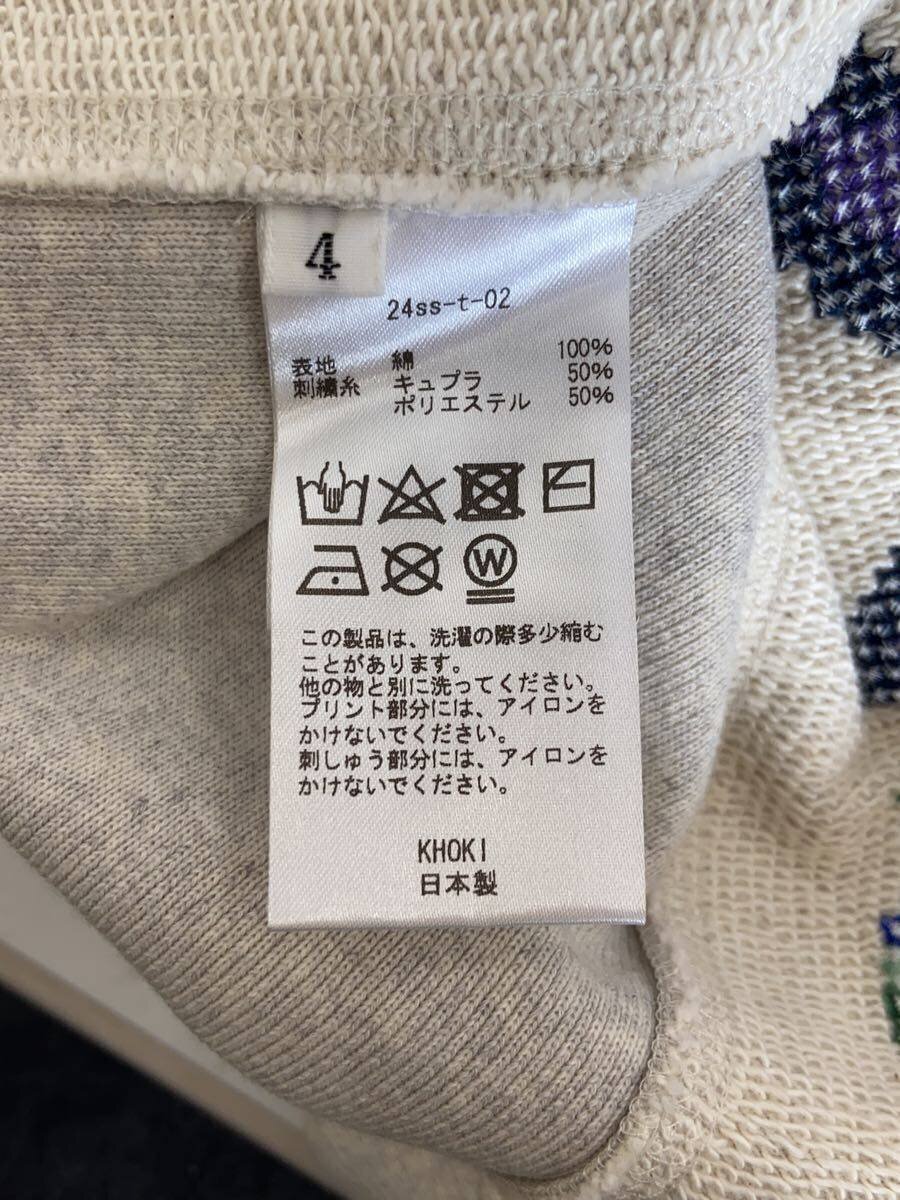 4
24ss-t-02
表地 綿 100%
刺繍糸 キュプラ 50%
ポリエステル 50%
W
この製品は、洗濯の際多少縮む
ことがあります。
他の物と別に洗ってください。
プリント部分には、アイロンを
かけないでください。
刺しゅう部分には、アイロンを
かけないでください。
KHOKI
日本製